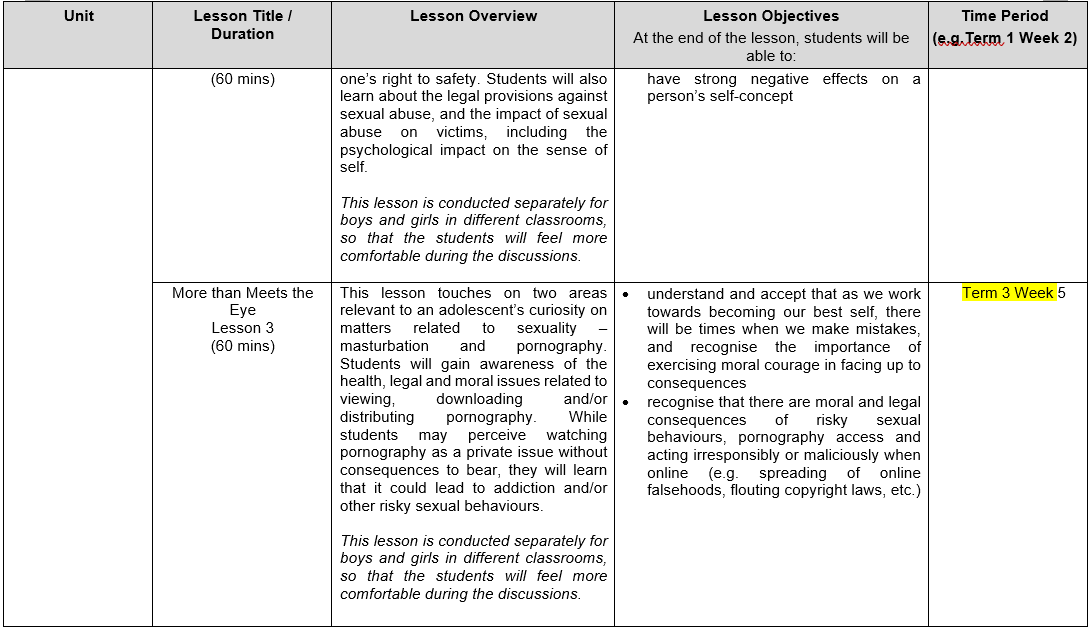 Unit
Lesson Title /
Duration
Lesson Overview
Lesson Objectives
At the end of the lesson, students will be
able to:
Time Period
(e.g.Term 1 Week 2)
(60 mins)
one's right to safety. Students will also
learn about the legal provisions against
sexual abuse, and the impact of sexual
abuse on victims, including the
psychological impact on the sense of
self.
This lesson is conducted separately for
boys and girls in different classrooms,
so that the students will feel more
comfortable during the discussions.
have strong negative effects on a
person's self-concept
More than Meets the
Eye
Lesson 3
(60 mins)
This lesson touches on two areas
relevant to an adolescent's curiosity on
matters related to sexuality –
masturbation and pornography.
Students will gain awareness of the
health, legal and moral issues related to
viewing, downloading and/or
distributing pornography. While
students may perceive watching
pornography as a private issue without
consequences to bear, they will learn
that it could lead to addiction and/or
other risky sexual behaviours.
This lesson is conducted separately for
boys and girls in different classrooms,
so that the students will feel more
comfortable during the discussions.
• understand and accept that as we work
towards becoming our best self, there
will be times when we make mistakes,
and recognise the importance of
exercising moral courage in facing up to
consequences
• recognise that there are moral and legal
consequences of risky sexual
behaviours, pornography access and
acting irresponsibly or maliciously when
online (e.g. spreading of online
falsehoods, flouting copyright laws, etc.)
Term 3 Week 5